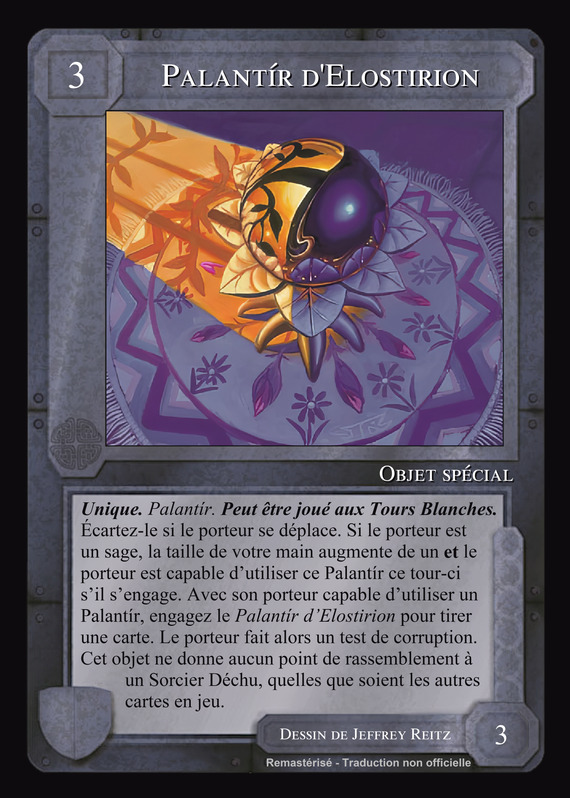 3
Palantír d'Elostirion
Objet spécial
Unique. Palantír. Peut être joué aux Tours Blanches.
Écartez-le si le porteur se déplace. Si le porteur est
un sage, la taille de votre main augmente de un et le
porteur est capable d’utiliser ce Palantír ce tour-ci
s’il s’engage. Avec son porteur capable d’utiliser un
Palantír, engagez le Palantír d’Elostirion pour tirer
une carte. Le porteur fait alors un test de corruption.
Cet objet ne donne aucun point de rassemblement à
un Sorcier Déchu, quelles que soient les autres
cartes en jeu.
Dessin de Jeffrey Reitz
3
Remastérisé - Traduction non officielle